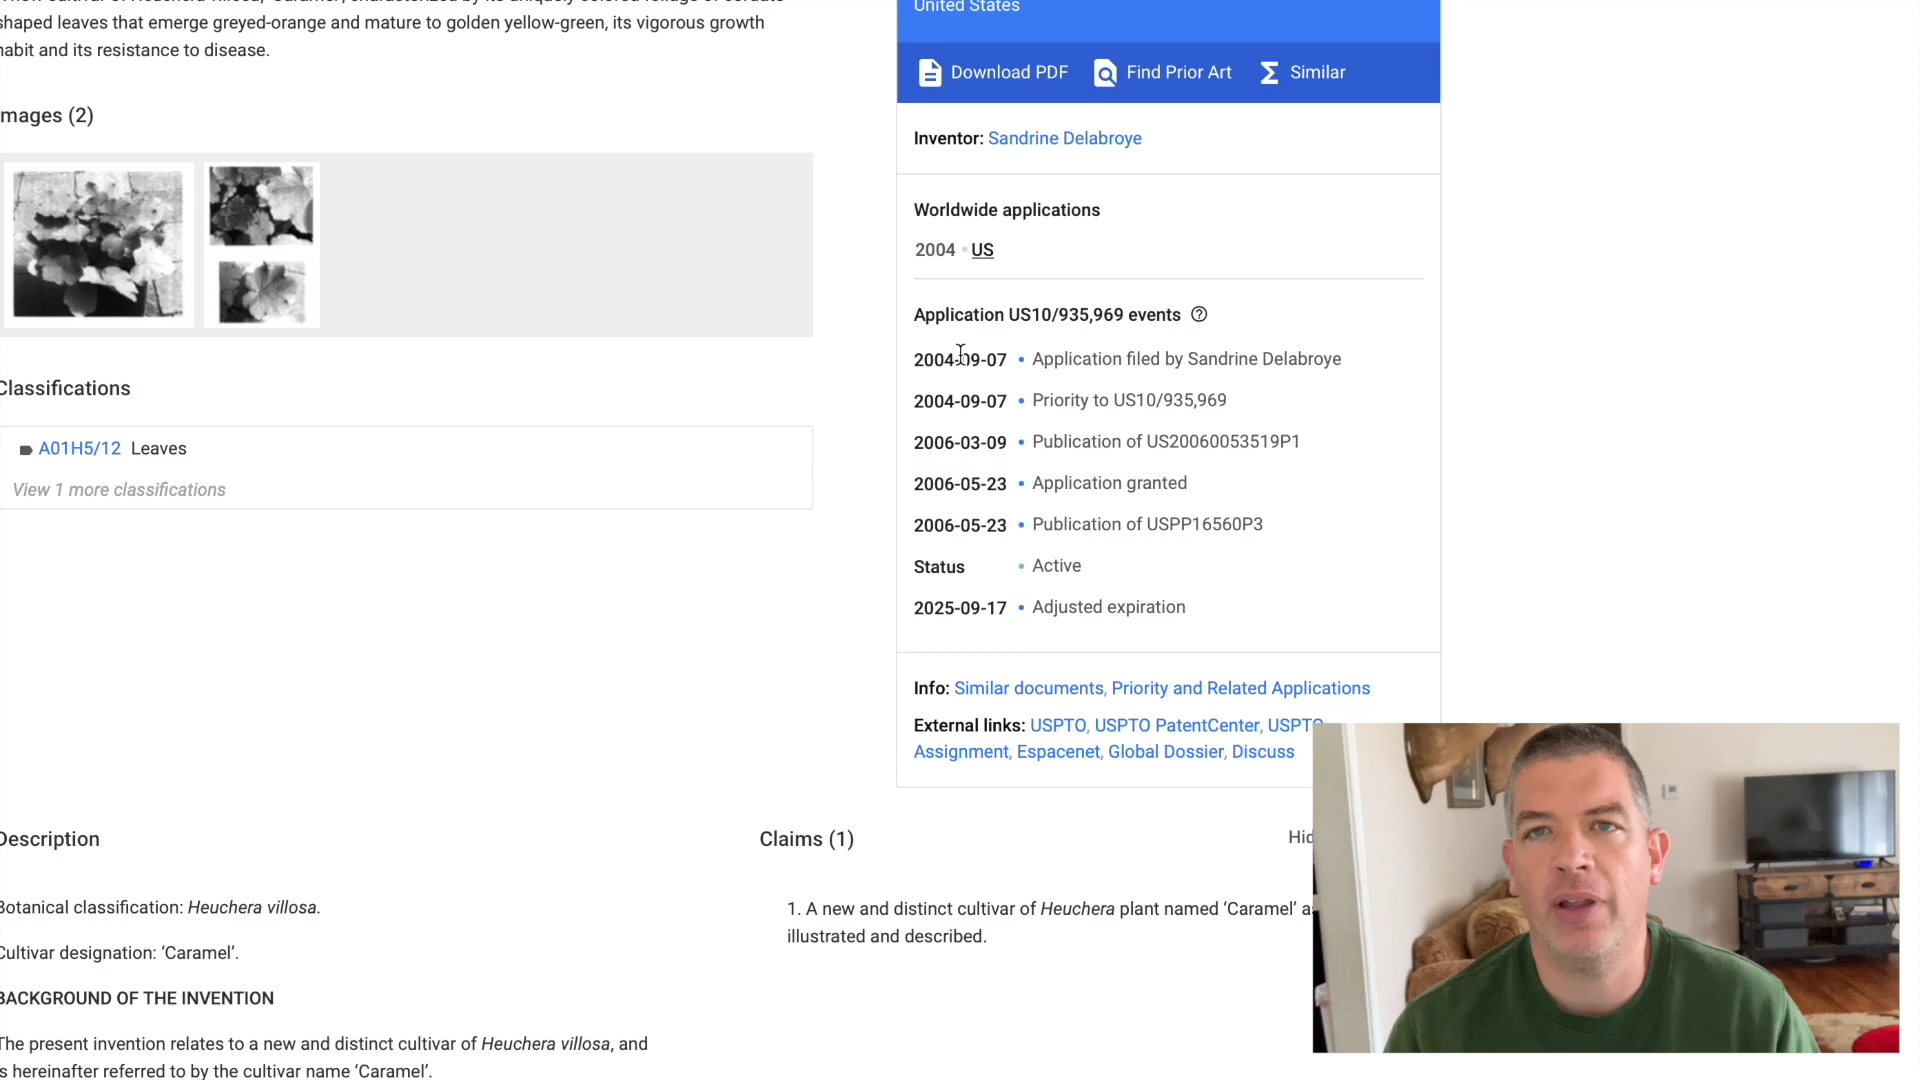 shaped leaves that emerge greyed-orange and mature to golden yellow-green, its vigorous growth
habit and its resistance to disease.
mages (2)
Classifications
A01H5/12 Leaves
View 1 more classifications
United States
Download PDF Find Prior Art Similar
Inventor: Sandrine Delabroye
Worldwide applications
2004 US
Application US10/935,969 events
2004-09-07 • Application filed by Sandrine Delabroye
2004-09-07 • Priority to US10/935,969
2006-03-09 • Publication of US20060053519P1
2006-05-23 • Application granted
2006-05-23 • Publication of USPP16560P3
Status • Active
2025-09-17 • Adjusted expiration
Info: Similar documents, Priority and Related Applications
External links: USPTO, USPTO PatentCenter, USPTO
Assignment, Espacenet, Global Dossier, Discuss
Description
Botanical classification: Heuchera villosa.
Cultivar designation: ‘Caramel’.
BACKGROUND OF THE INVENTION
The present invention relates to a new and distinct cultivar of Heuchera villosa, and
is hereinafter referred to by the cultivar name ‘Caramel’.
Claims (1)
Hid
1. A new and distinct cultivar of Heuchera plant named ‘Caramel’ a
illustrated and described.